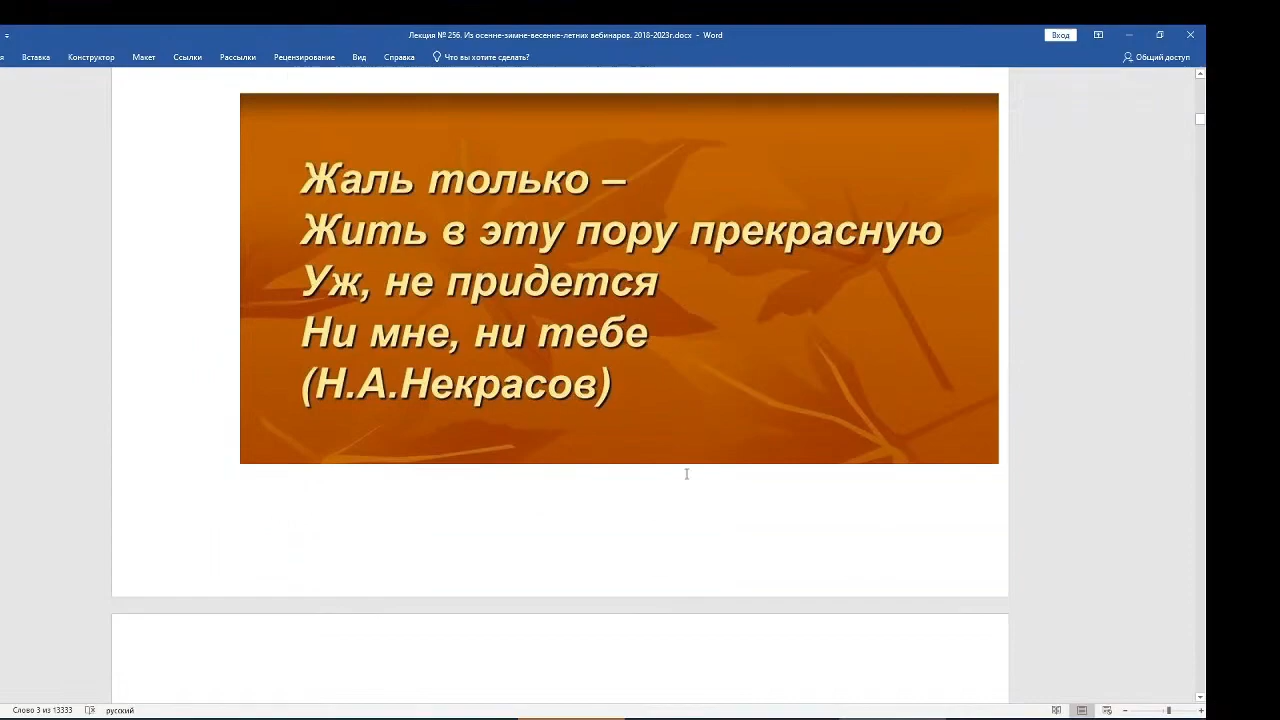 Лекция № 256. Из осенне-зимне-весенне-летних вебинаров. 2018-2023г.docx - Word
Вход
Вставка Конструктор Макет Ссылки Рассылки Рецензирование Вид Справка Что вы хотите сделать? Общий доступ
Жаль только –
Жить в эту пору прекрасную
Уж, не придется
Ни мне, ни тебе
(Н.А.Некрасов)
Слово 3 из 13333 русский